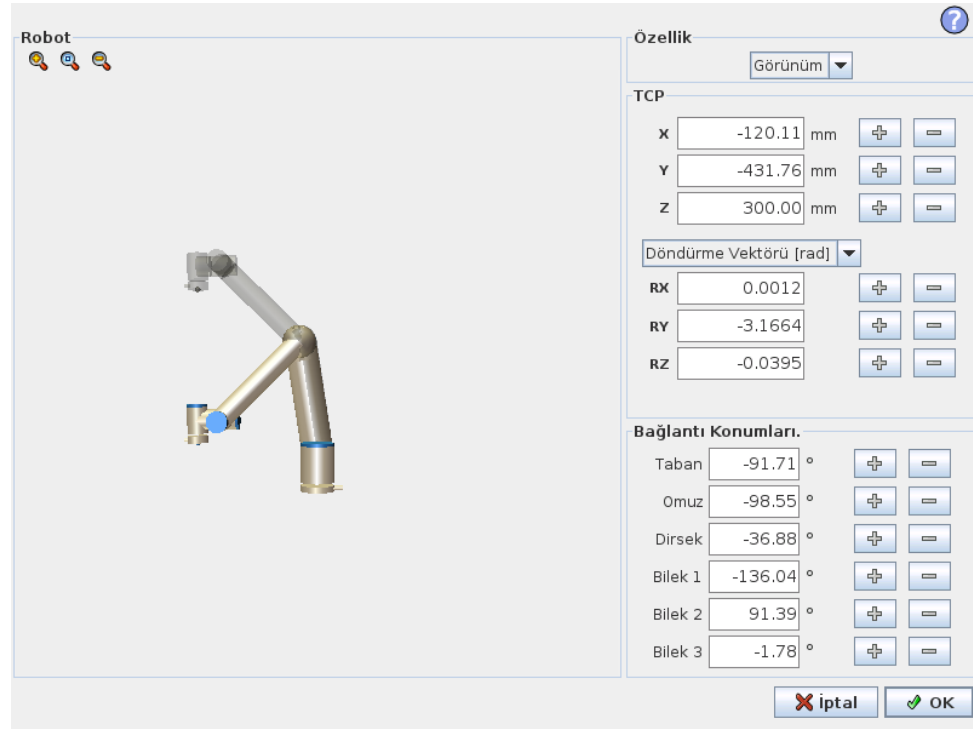 Robot
Özellik
Görünüm
TCP
X -120.11 mm
Y -431.76 mm
Z 300.00 mm
Döndürme Vektörü [rad]
RX 0.0012
RY -3.1664
RZ -0.0395
Bağlantı Konumları.
Taban -91.71 °
Omuz -98.55 °
Dirsek -36.88 °
Bilek 1 -136.04 °
Bilek 2 91.39 °
Bilek 3 -1.78 °
İptal OK